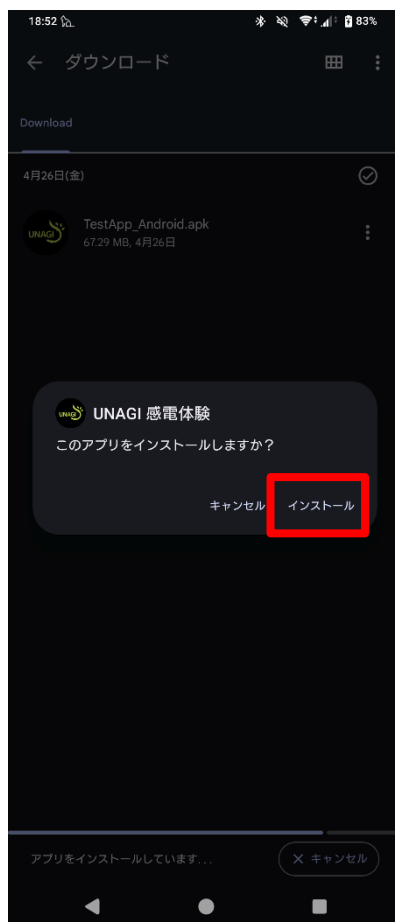 18:52
83%
ダウンロード
Download
4月26日(金)
UNAGI
TestApp_Android.apk
67.29 MB, 4月26日
UNAGI
UNAGI 感電体験
このアプリをインストールしますか？
キャンセル
インストール
アプリをインストールしています...
キャンセル